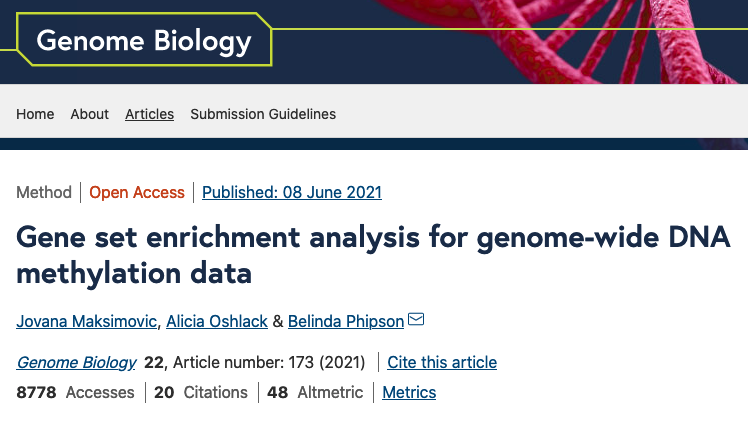 Genome Biology
Home About Articles Submission Guidelines
Method Open Access Published: 08 June 2021
Gene set enrichment analysis for genome-wide DNA
methylation data
Jovana Maksimovic, Alicia Oshlack & Belinda Phipson
Genome Biology 22, Article number: 173 (2021) Cite this article
8778 Accesses 20 Citations 48 Altmetric Metrics